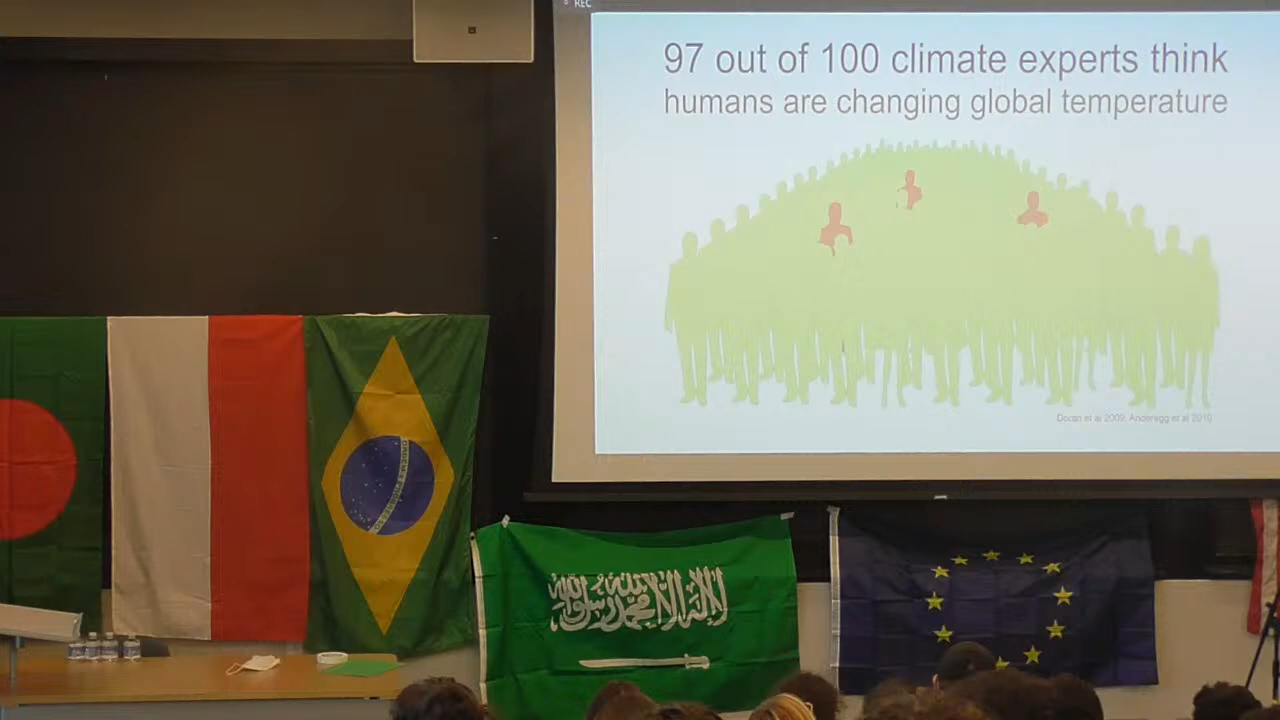 REC
97 out of 100 climate experts think
humans are changing global temperature
Doran et al 2009, Anderegg et al 2010
لا إله إلا الله محمد رسول الله